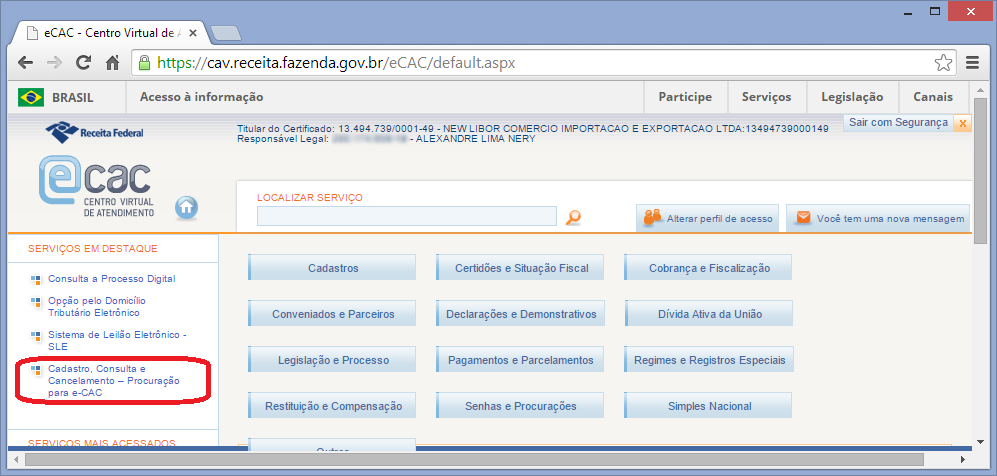 eCAC - Centro Virtual de A
https://cav.receita.fazenda.gov.br/eCAC/default.aspx
BRASIL
Acesso à informação
Participe
Serviços
Legislação
Canais
Receita Federal
Titular do Certificado: 13.494.739/0001-49 - NEW LIBOR COMERCIO IMPORTACAO E EXPORTACAO LTDA:13494739000149
Sair com Segurança x
Responsável Legal: - ALEXANDRE LIMA NERY
ecac
CENTRO VIRTUAL
DE ATENDIMENTO
LOCALIZAR SERVIÇO
Alterar perfil de acesso
Você tem uma nova mensagem
SERVIÇOS EM DESTAQUE
Consulta a Processo Digital
Opção pelo Domicílio
Tributário Eletrônico
Sistema de Leilão Eletrônico -
SLE
Cadastro, Consulta e
Cancelamento – Procuração
para e-CAC
SERVIÇOS MAIS ACESSADOS
Cadastros
Certidões e Situação Fiscal
Cobrança e Fiscalização
Conveniados e Parceiros
Declarações e Demonstrativos
Dívida Ativa da União
Legislação e Processo
Pagamentos e Parcelamentos
Regimes e Registros Especiais
Restituição e Compensação
Senhas e Procurações
Simples Nacional
Outros